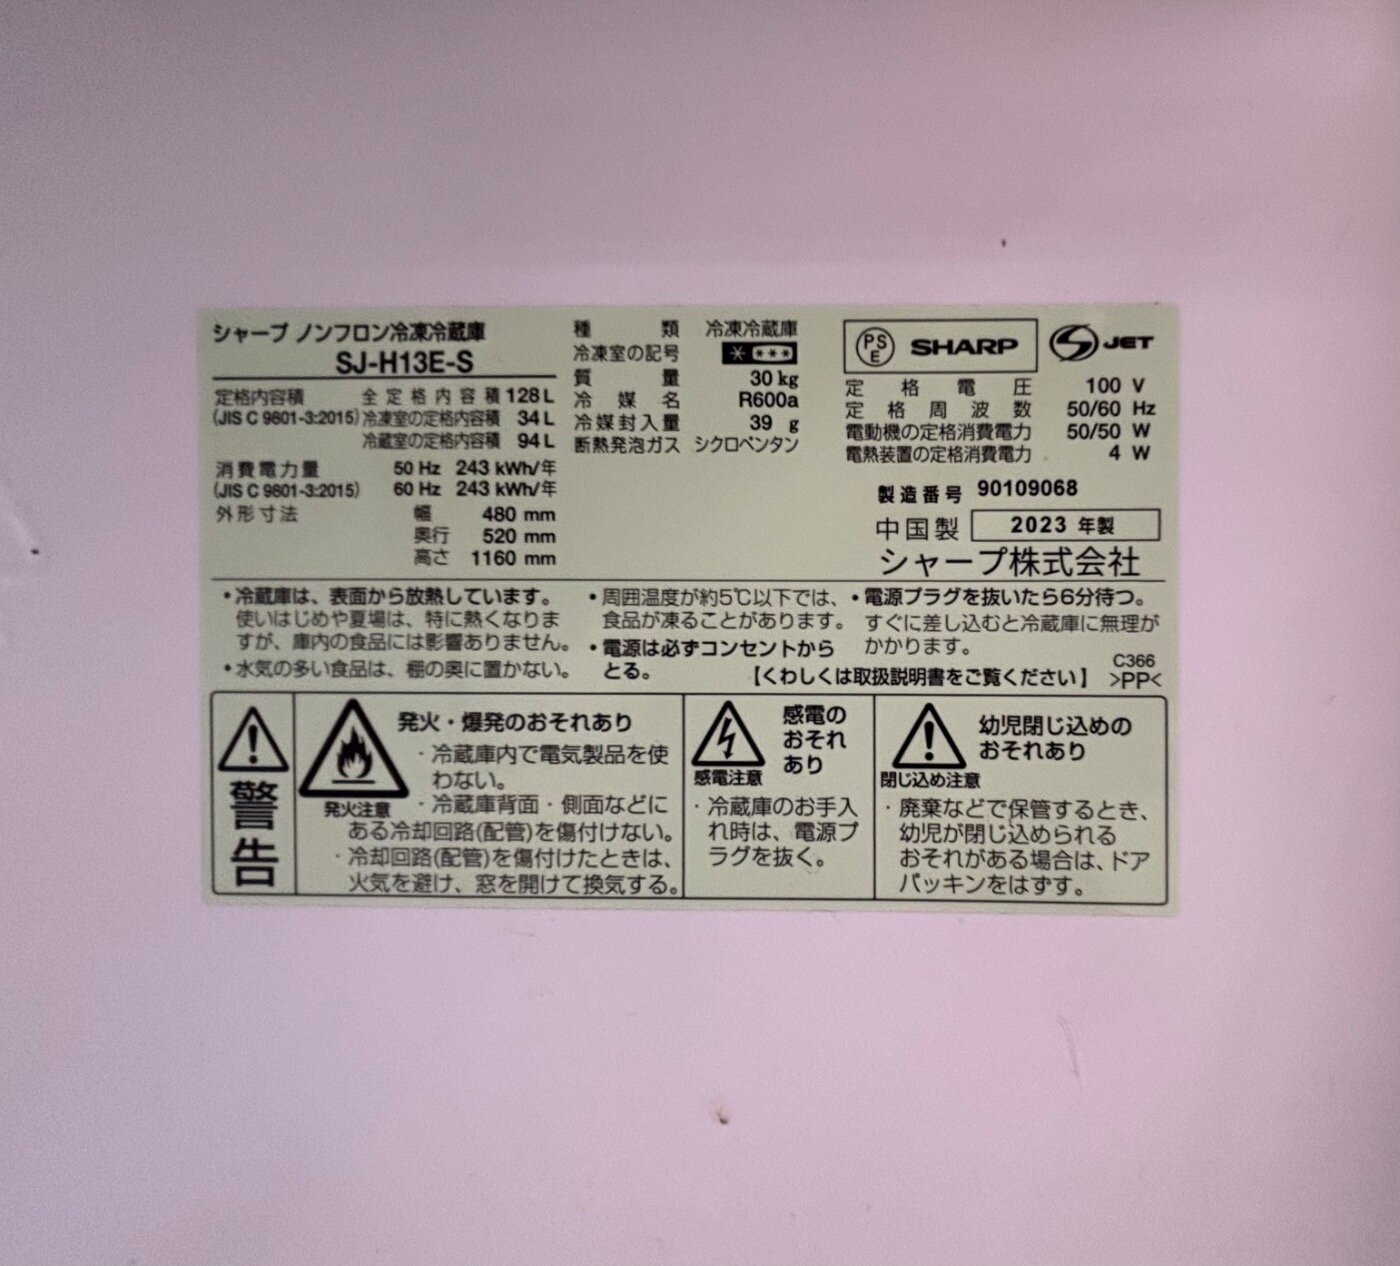 シャープ ノンフロン冷凍冷蔵庫
SJ-H13E-S
定格内容積 全定格内容積 128 L
(JIS C 9801-3:2015) 冷凍室の定格内容積 34 L
冷蔵室の定格内容積 94 L
消費電力量 50 Hz 243 kWh/年
(JIS C 9801-3:2015) 60 Hz 243 kWh/年
外形寸法 幅 480 mm
奥行 520 mm
高さ 1160 mm
種類 冷凍冷蔵庫
冷凍室の記号
質量 30 kg
冷媒名 R600a
冷媒封入量 39 g
断熱発泡ガス シクロペンタン
PSE SHARP JET
定格電圧 100 V
定格周波数 50/60 Hz
電動機の定格消費電力 50/50 W
電熱装置の定格消費電力 4 W
製造番号 90109068
中国製 2023 年製
シャープ株式会社
・冷蔵庫は、表面から放熱しています。
使いはじめや夏場は、特に熱くなりま
すが、庫内の食品には影響ありません。
・水気の多い食品は、棚の奥に置かない。
・周囲温度が約5℃以下では、
食品が凍ることがあります。
・電源は必ずコンセントから
とる。
・電源プラグを抜いたら6分待つ。
すぐに差し込むと冷蔵庫に無理が
かかります。
【くわしくは取扱説明書をご覧ください】
C366
>PP<
警告
発火注意
発火・爆発のおそれあり
・冷蔵庫内で電気製品を使
わない。
・冷蔵庫背面・側面などに
ある冷却回路(配管)を傷付けない。
・冷却回路(配管)を傷付けたときは、
火気を避け、窓を開けて換気する。
感電注意
感電の
おそれ
あり
・冷蔵庫のお手入
れ時は、電源プ
ラグを抜く。
閉じ込め注意
幼児閉じ込めの
おそれあり
・廃棄などで保管するとき、
幼児が閉じ込められる
おそれがある場合は、ドア
パッキンをはずす。